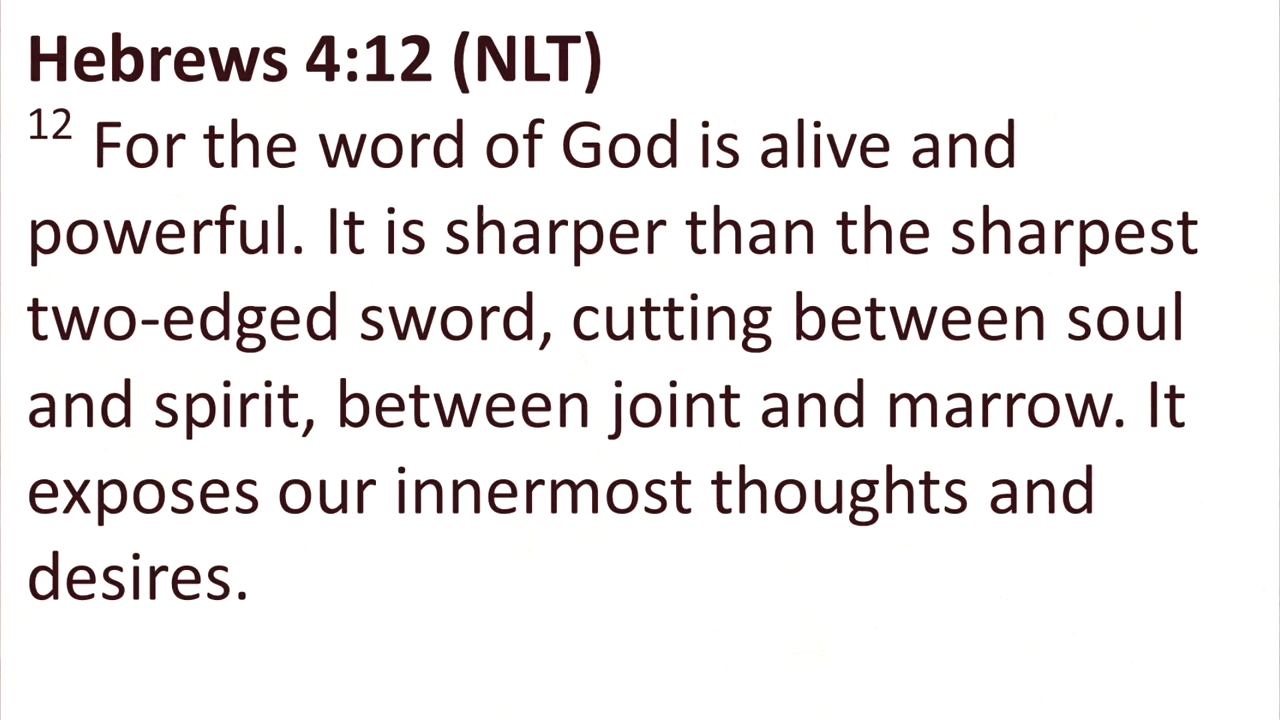 Hebrews 4:12 (NLT)
12 For the word of God is alive and
powerful. It is sharper than the sharpest
two-edged sword, cutting between soul
and spirit, between joint and marrow. It
exposes our innermost thoughts and
desires.